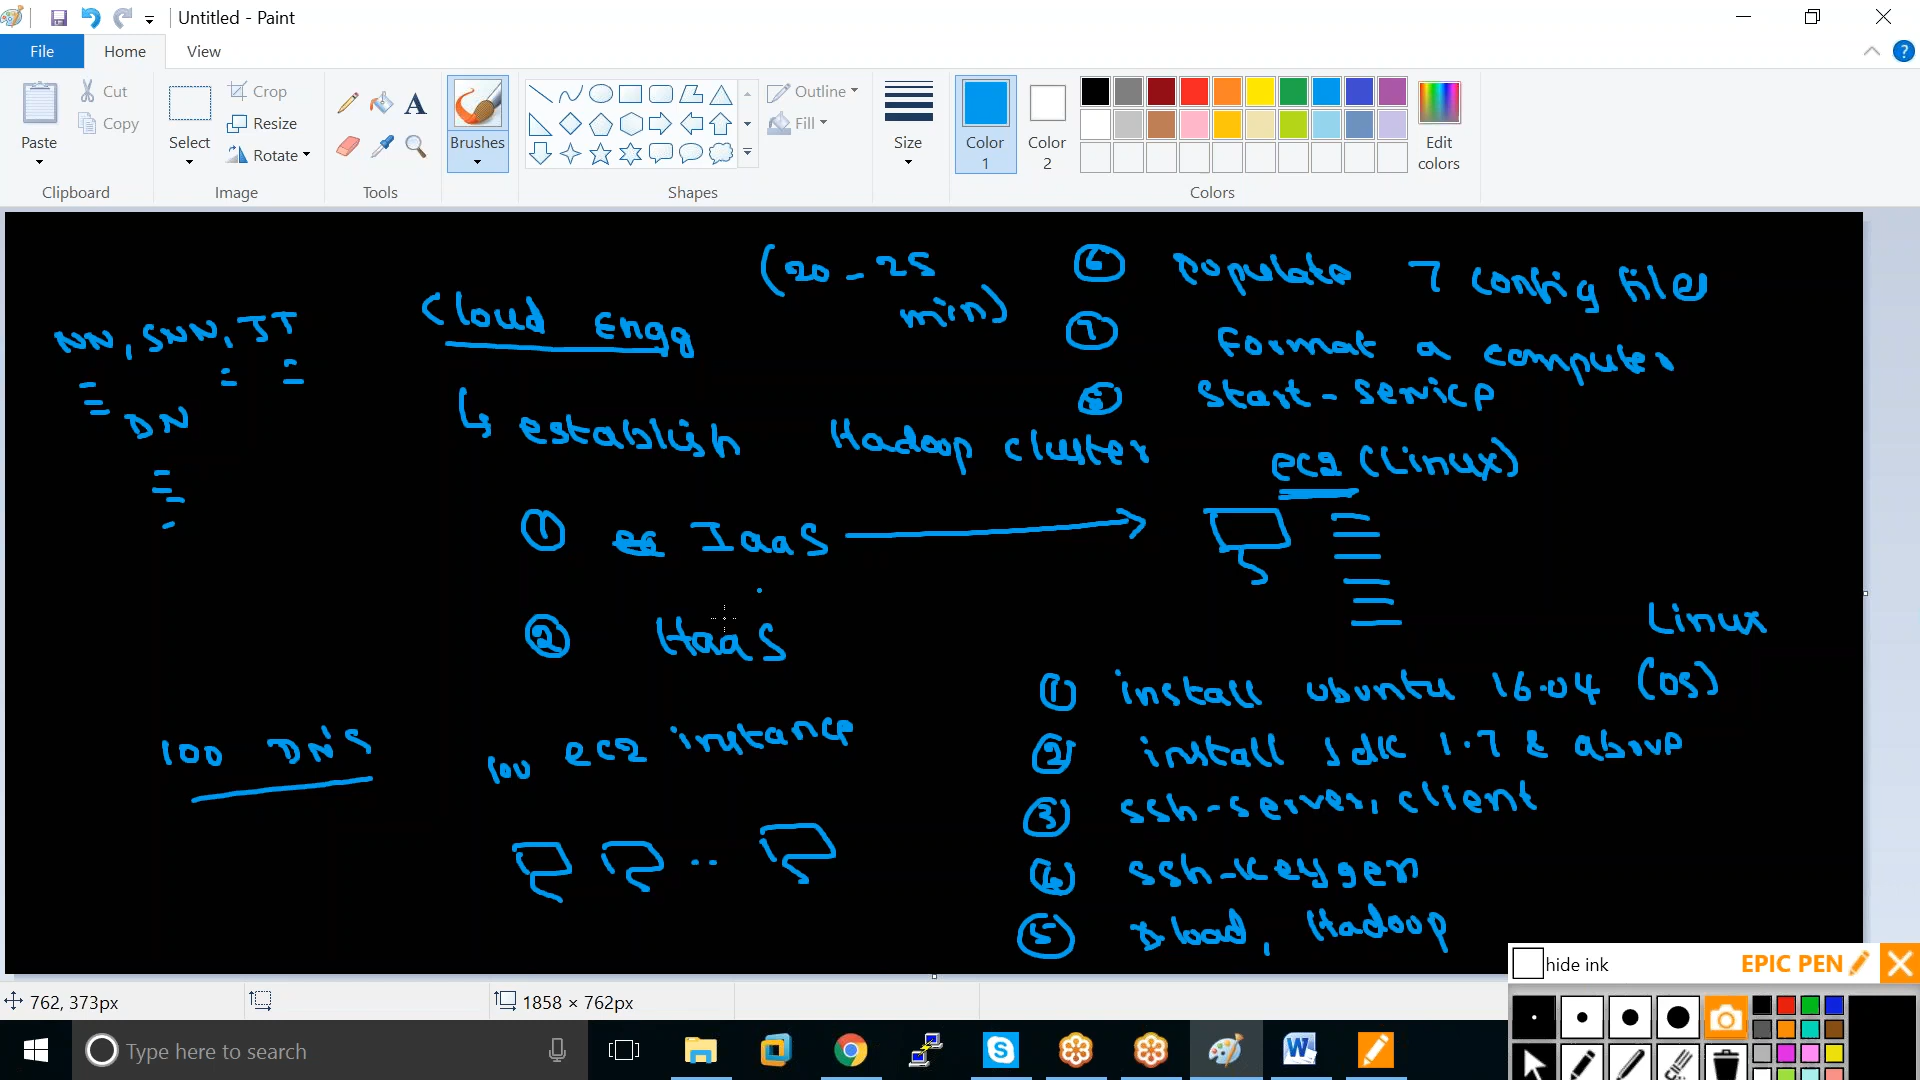 Untitled - Paint
File Home View
Paste Cut Copy Clipboard
Select Crop Resize Rotate Image
Tools
Brushes
Shapes
Outline Fill
Size
Color 1
Color 2
Edit colors
Colors
NN, SNN, JT
DN
Cloud Engg
(20 - 25 min)
↳ establish Hadoop cluster
① IaaS →
② HaaS
ec2 (Linux)
⑥ Populate 7 config files
⑦ Format a computer
⑧ Start - service
100 DN's
100 ec2 instance
Linux
① install ubuntu 16.04 (OS)
② install Jdk 1.7 & above
③ ssh-server, client
④ ssh-keygen
⑤ Dload, Hadoop
hide ink EPIC PEN
762, 373px
1858 × 762px
Type here to search